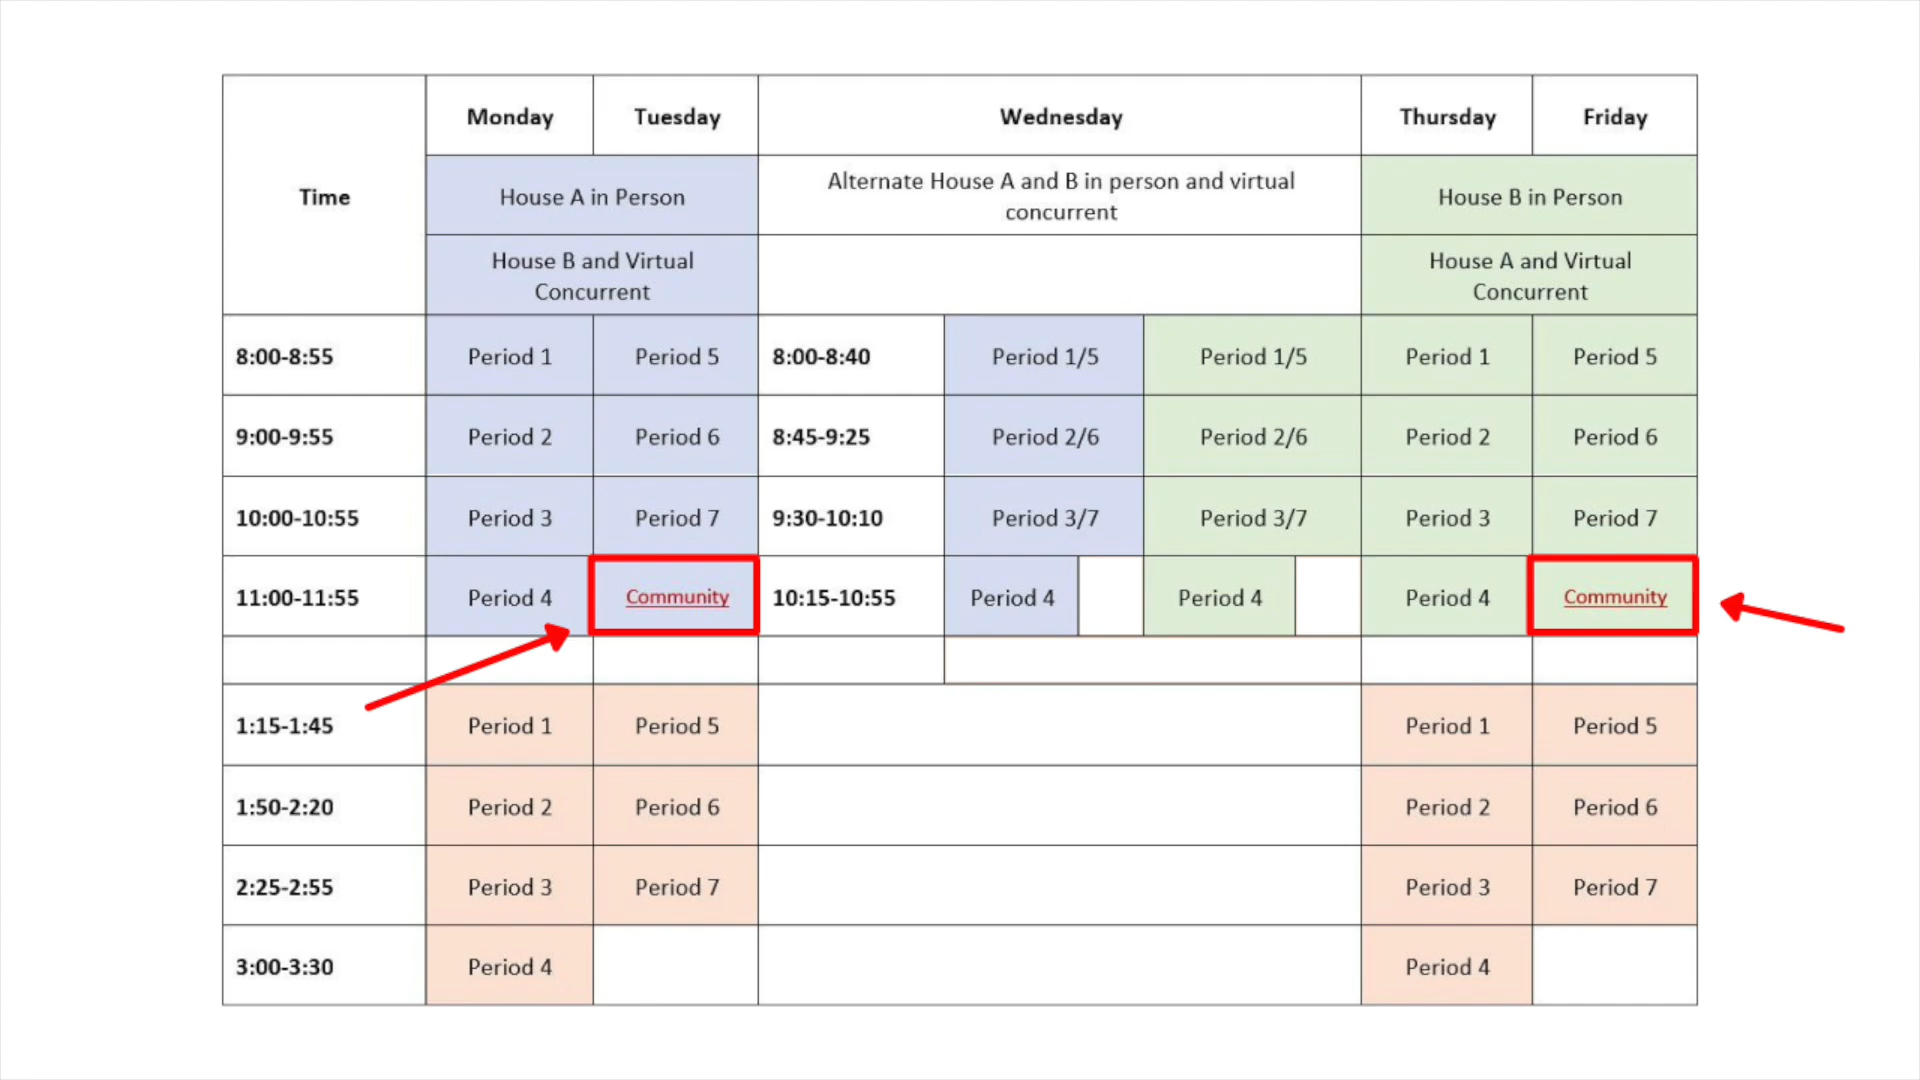 Time Monday Tuesday Wednesday Thursday Friday
House A in Person Alternate House A and B in person and virtual concurrent House B in Person
House B and Virtual Concurrent House A and Virtual Concurrent
8:00-8:55 Period 1 Period 5 8:00-8:40 Period 1/5 Period 1/5 Period 1 Period 5
9:00-9:55 Period 2 Period 6 8:45-9:25 Period 2/6 Period 2/6 Period 2 Period 6
10:00-10:55 Period 3 Period 7 9:30-10:10 Period 3/7 Period 3/7 Period 3 Period 7
11:00-11:55 Period 4 Community 10:15-10:55 Period 4 Period 4 Period 4 Community
1:15-1:45 Period 1 Period 5 Period 1 Period 5
1:50-2:20 Period 2 Period 6 Period 2 Period 6
2:25-2:55 Period 3 Period 7 Period 3 Period 7
3:00-3:30 Period 4 Period 4